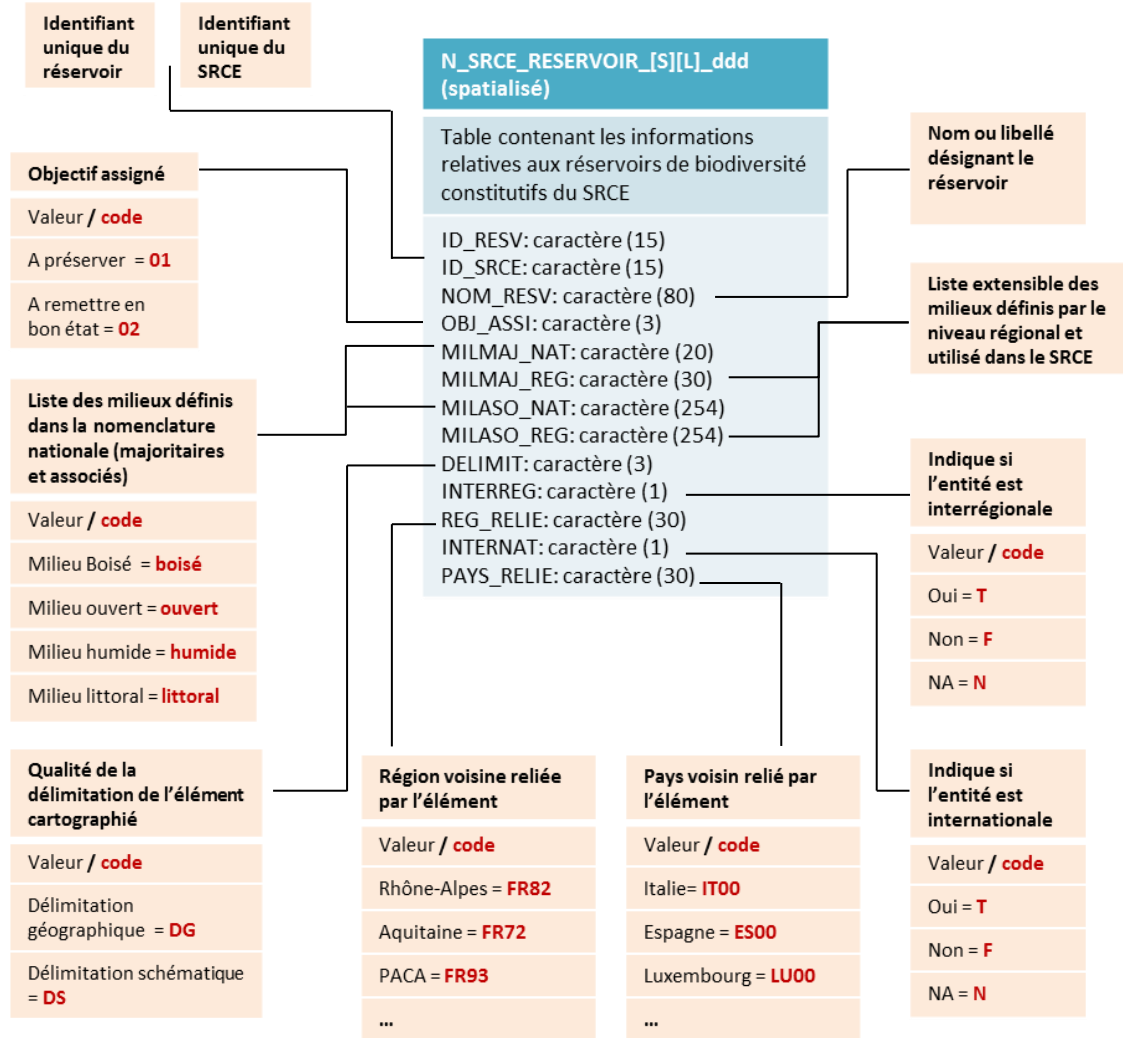 Identifiant
unique du
réservoir
Identifiant
unique du
SRCE
N_SRCE_RESERVOIR_[S][L]_ddd
(spatialisé)
Table contenant les informations
relatives aux réservoirs de biodiversité
constitutifs du SRCE
ID_RESV: caractère (15)
ID_SRCE: caractère (15)
NOM_RESV: caractère (80)
OBJ_ASSI: caractère (3)
MILMAJ_NAT: caractère (20)
MILMAJ_REG: caractère (30)
MILASO_NAT: caractère (254)
MILASO_REG: caractère (254)
DELIMIT: caractère (3)
INTERREG: caractère (1)
REG_RELIE: caractère (30)
INTERNAT: caractère (1)
PAYS_RELIE: caractère (30)
Objectif assigné
Valeur / code
A préserver = 01
A remettre en
bon état = 02
Liste des milieux définis
dans la nomenclature
nationale (majoritaires
et associés)
Valeur / code
Milieu Boisé = boisé
Milieu ouvert = ouvert
Milieu humide = humide
Milieu littoral = littoral
Qualité de la
délimitation de l'élément
cartographié
Valeur / code
Délimitation
géographique = DG
Délimitation schématique
= DS
Région voisine reliée
par l'élément
Valeur / code
Rhône-Alpes = FR82
Aquitaine = FR72
PACA = FR93
...
Pays voisin relié par
l'élément
Valeur / code
Italie= IT00
Espagne = ES00
Luxembourg = LU00
...
Nom ou libellé
désignant le
réservoir
Liste extensible des
milieux définis par le
niveau régional et
utilisé dans le SRCE
Indique si
l'entité est
interrégionale
Valeur / code
Oui = T
Non = F
NA = N
Indique si
l'entité est
internationale
Valeur / code
Oui = T
Non = F
NA = N